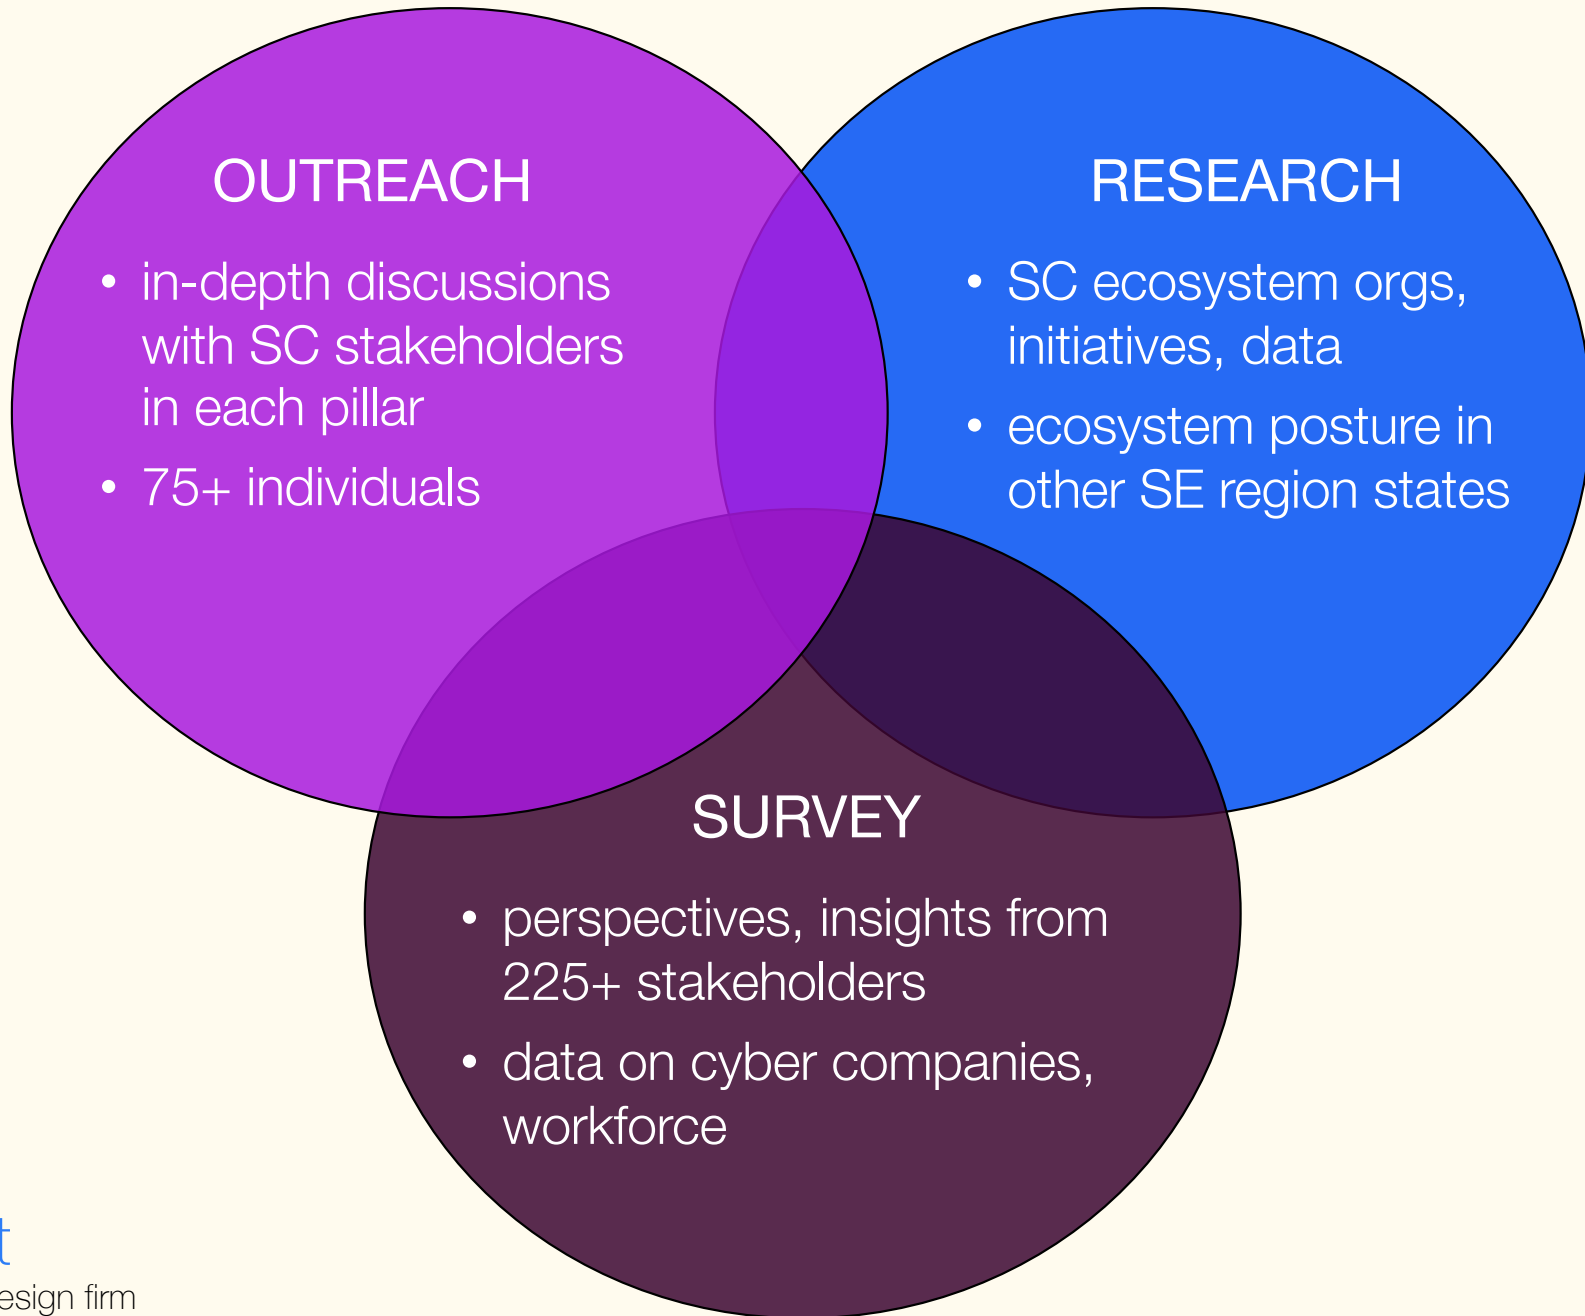 OUTREACH
• in-depth discussions
with SC stakeholders
in each pillar
• 75+ individuals
RESEARCH
• SC ecosystem orgs,
initiatives, data
• ecosystem posture in
other SE region states
SURVEY
• perspectives, insights from
225+ stakeholders
• data on cyber companies,
workforce
t
esign firm